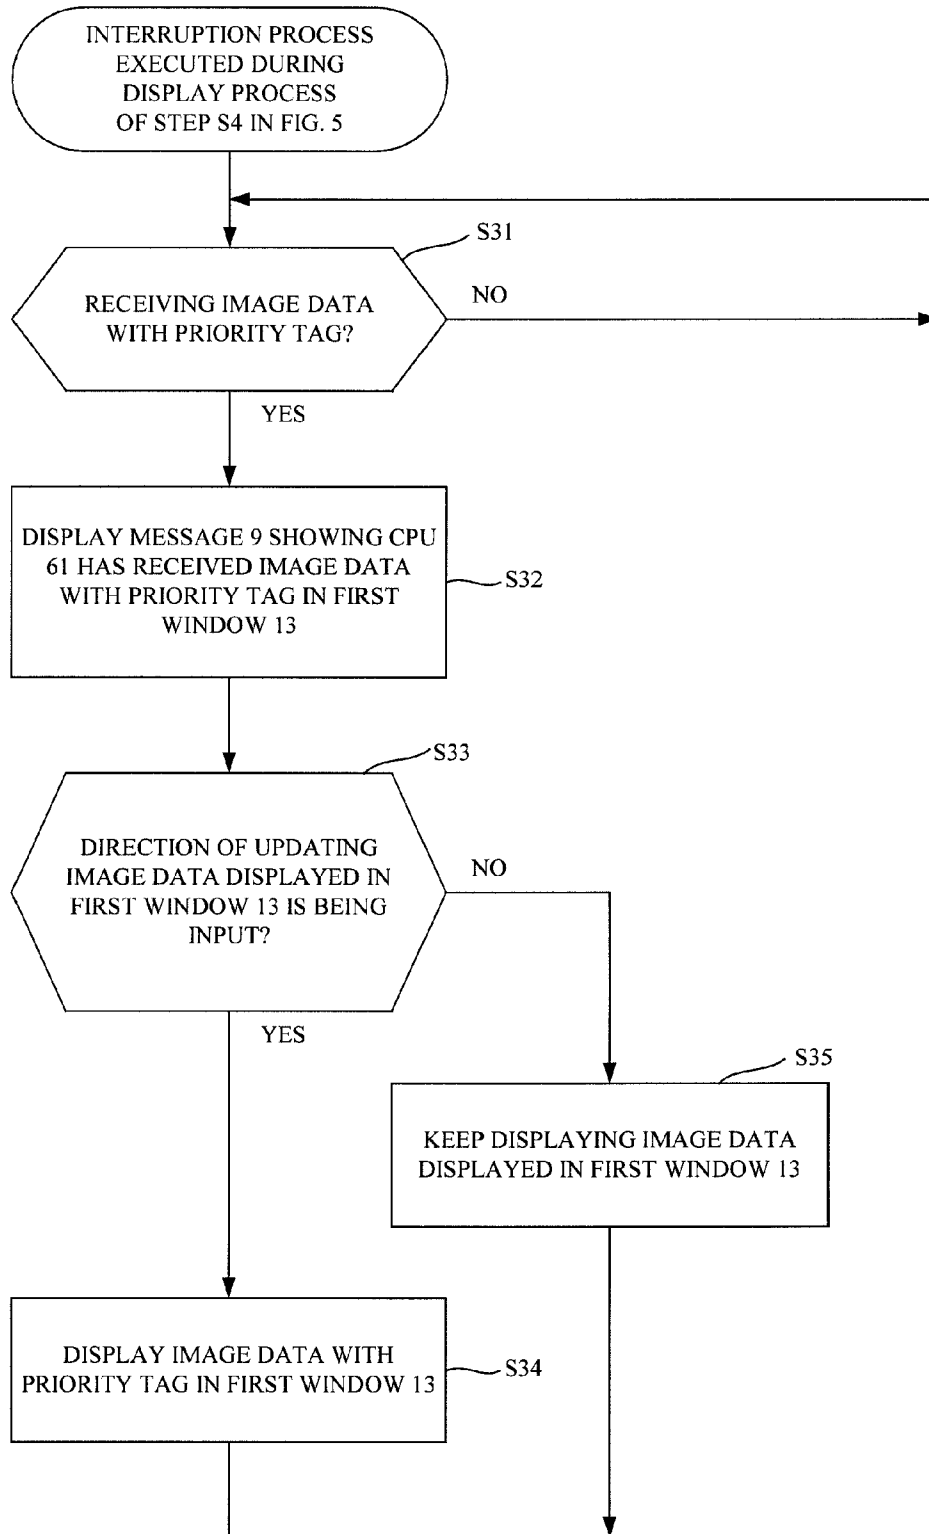 INTERRUPTION PROCESS
EXECUTED DURING
DISPLAY PROCESS
OF STEP S4 IN FIG. 5
S31
RECEIVING IMAGE DATA
WITH PRIORITY TAG?
NO
YES
DISPLAY MESSAGE 9 SHOWING CPU
61 HAS RECEIVED IMAGE DATA
WITH PRIORITY TAG IN FIRST
WINDOW 13
S32
S33
DIRECTION OF UPDATING
IMAGE DATA DISPLAYED IN
FIRST WINDOW 13 IS BEING
INPUT?
NO
YES
S35
KEEP DISPLAYING IMAGE DATA
DISPLAYED IN FIRST WINDOW 13
DISPLAY IMAGE DATA WITH
PRIORITY TAG IN FIRST WINDOW 13
S34